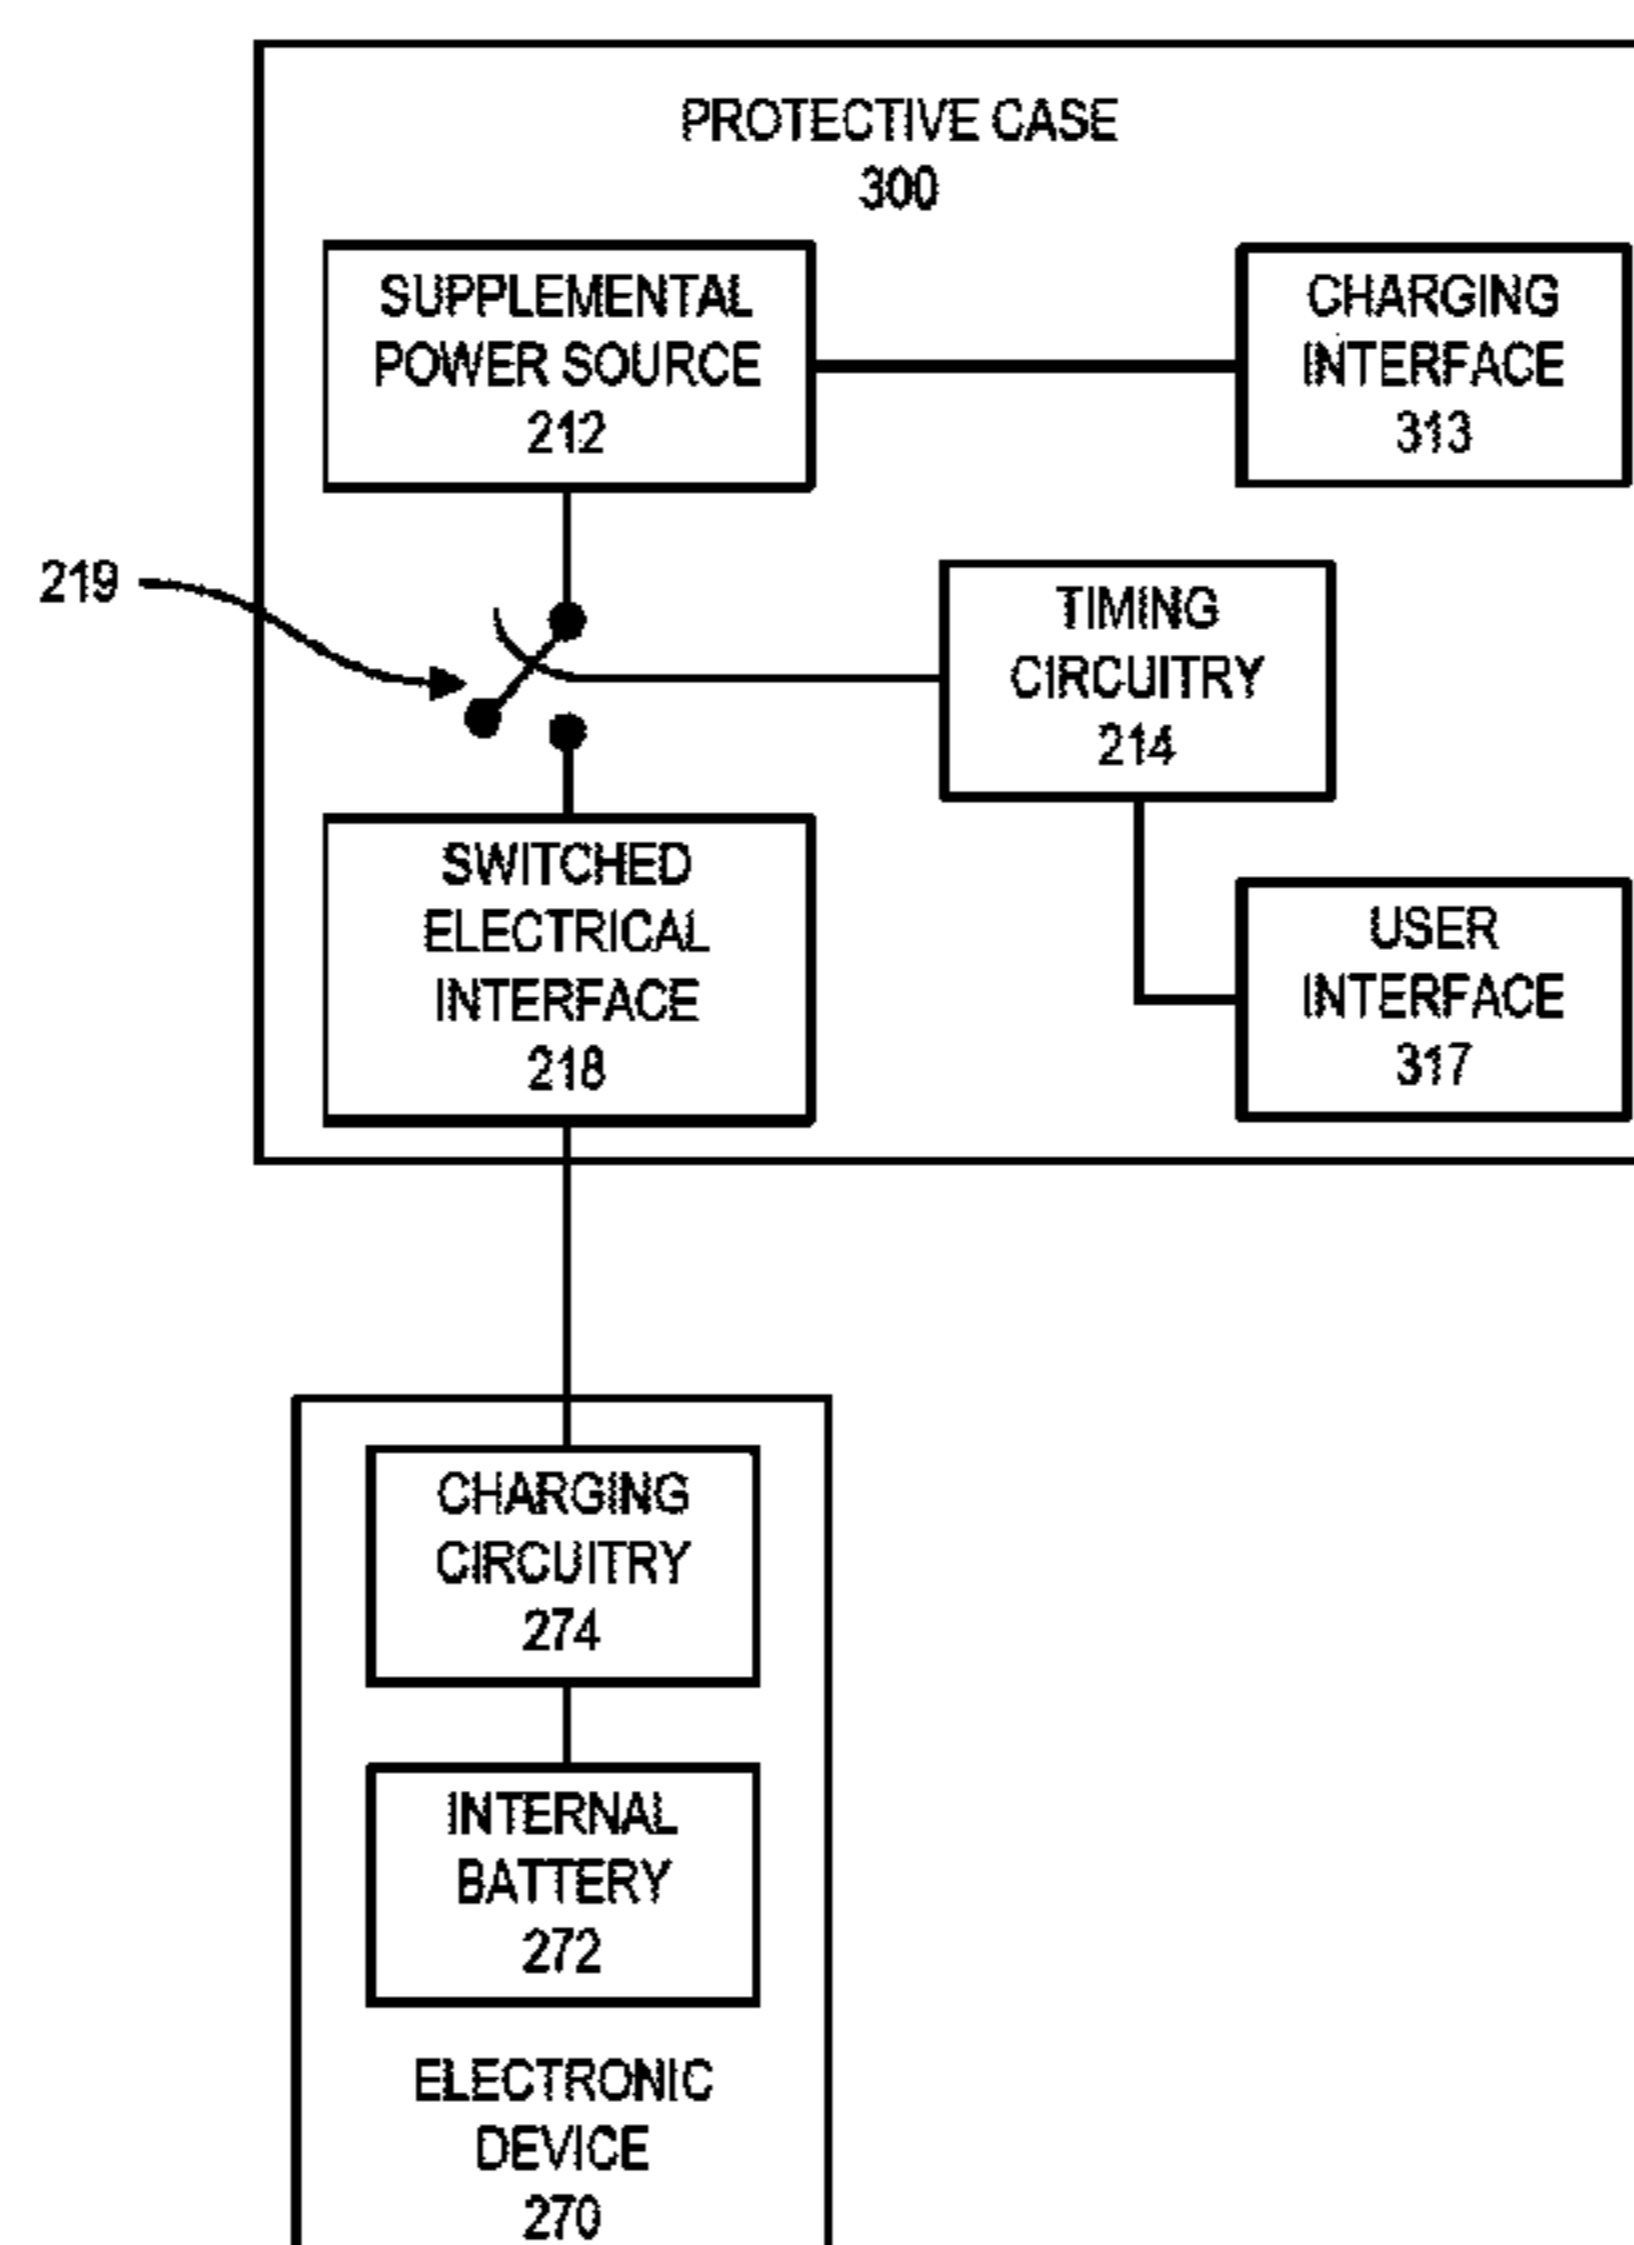 PROTECTIVE CASE
300
SUPPLEMENTAL
POWER SOURCE
212
CHARGING
INTERFACE
313
219
TIMING
CIRCUITRY
214
SWITCHED
ELECTRICAL
INTERFACE
218
USER
INTERFACE
317
CHARGING
CIRCUITRY
274
INTERNAL
BATTERY
272
ELECTRONIC
DEVICE
270